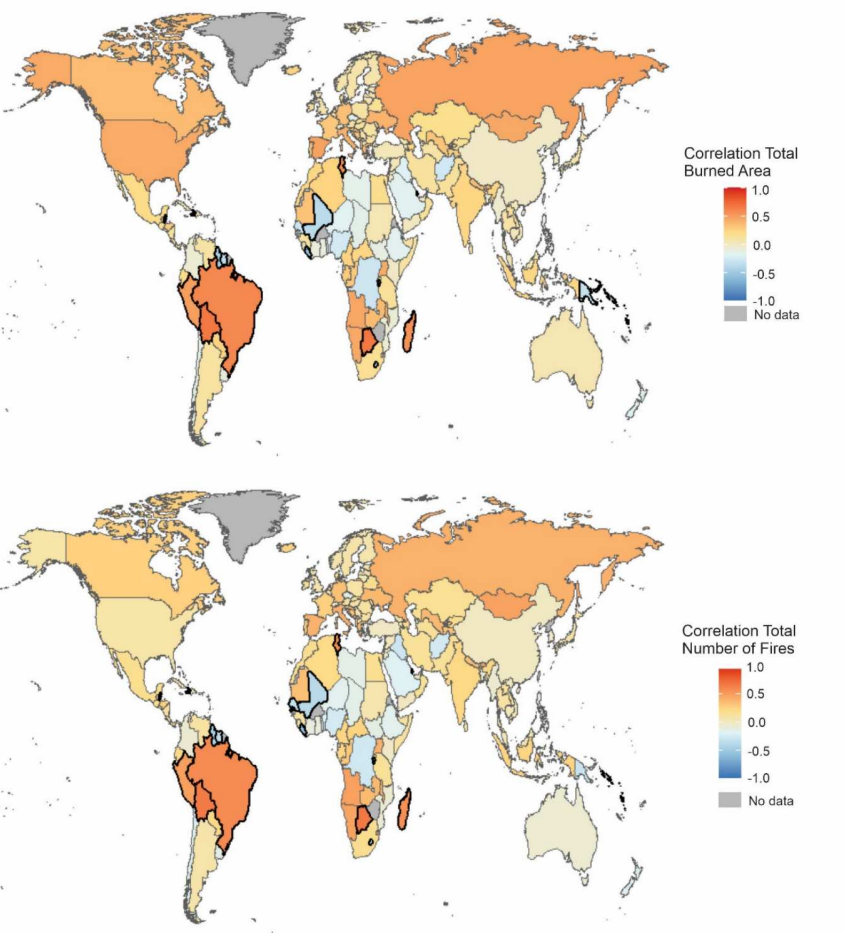 Correlation Total
Burned Area
1.0
0.5
0.0
-0.5
-1.0
No data
Correlation Total
Number of Fires
1.0
0.5
0.0
-0.5
-1.0
No data